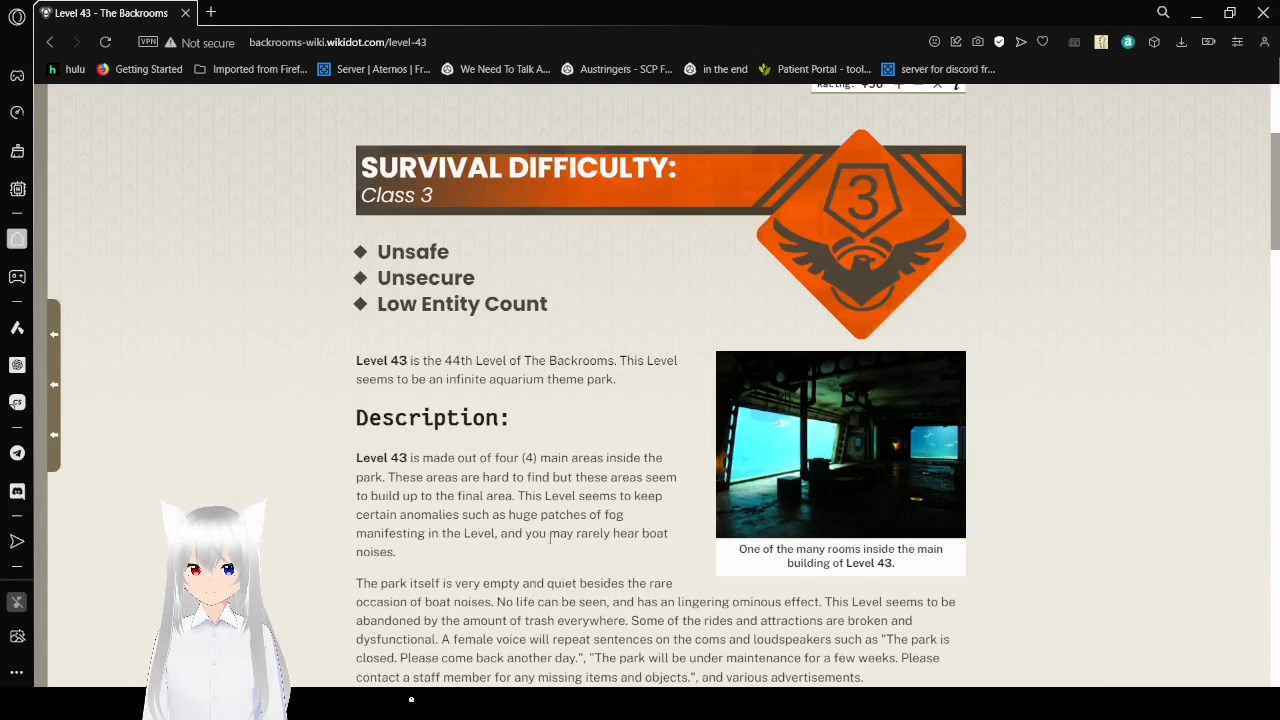 Level 43 - The Backrooms
VPN Not secure backrooms-wiki.wikidot.com/level-43
hulu Getting Started Imported from Firef... Server | Aternos | Fr... We Need To Talk A... Austringers - SCP F... in the end Patient Portal - tool... server for discord fr...
SURVIVAL DIFFICULTY:
Class 3
3
Unsafe
Unsecure
Low Entity Count
Level 43 is the 44th Level of The Backrooms. This Level
seems to be an infinite aquarium theme park.
Description:
Level 43 is made out of four (4) main areas inside the
park. These areas are hard to find but these areas seem
to build up to the final area. This Level seems to keep
certain anomalies such as huge patches of fog
manifesting in the Level, and you may rarely hear boat
noises.
One of the many rooms inside the main
building of Level 43.
The park itself is very empty and quiet besides the rare
occasion of boat noises. No life can be seen, and has an lingering ominous effect. This Level seems to be
abandoned by the amount of trash everywhere. Some of the rides and attractions are broken and
dysfunctional. A female voice will repeat sentences on the coms and loudspeakers such as "The park is
closed. Please come back another day.", "The park will be under maintenance for a few weeks. Please
contact a staff member for any missing items and objects.", and various advertisements.